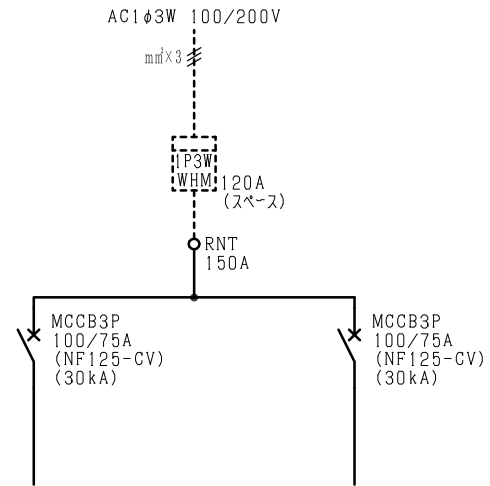 AC1φ3W 100/200V
mm²×3
1P3W
WHM
120A
(スペース)
RNT
150A
MCCB3P
100/75A
(NF125-CV)
(30kA)
MCCB3P
100/75A
(NF125-CV)
(30kA)